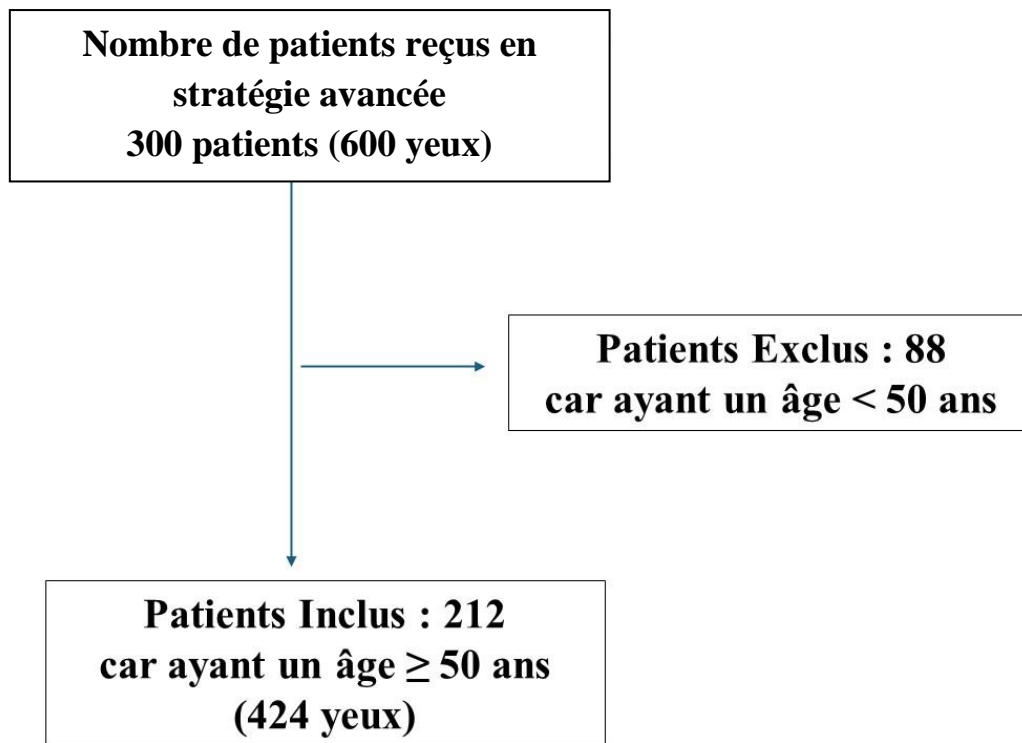 Nombre de patients reçus en
stratégie avancée
300 patients (600 yeux)
Patients Exclus : 88
car ayant un âge < 50 ans
Patients Inclus : 212
car ayant un âge ≥ 50 ans
(424 yeux)